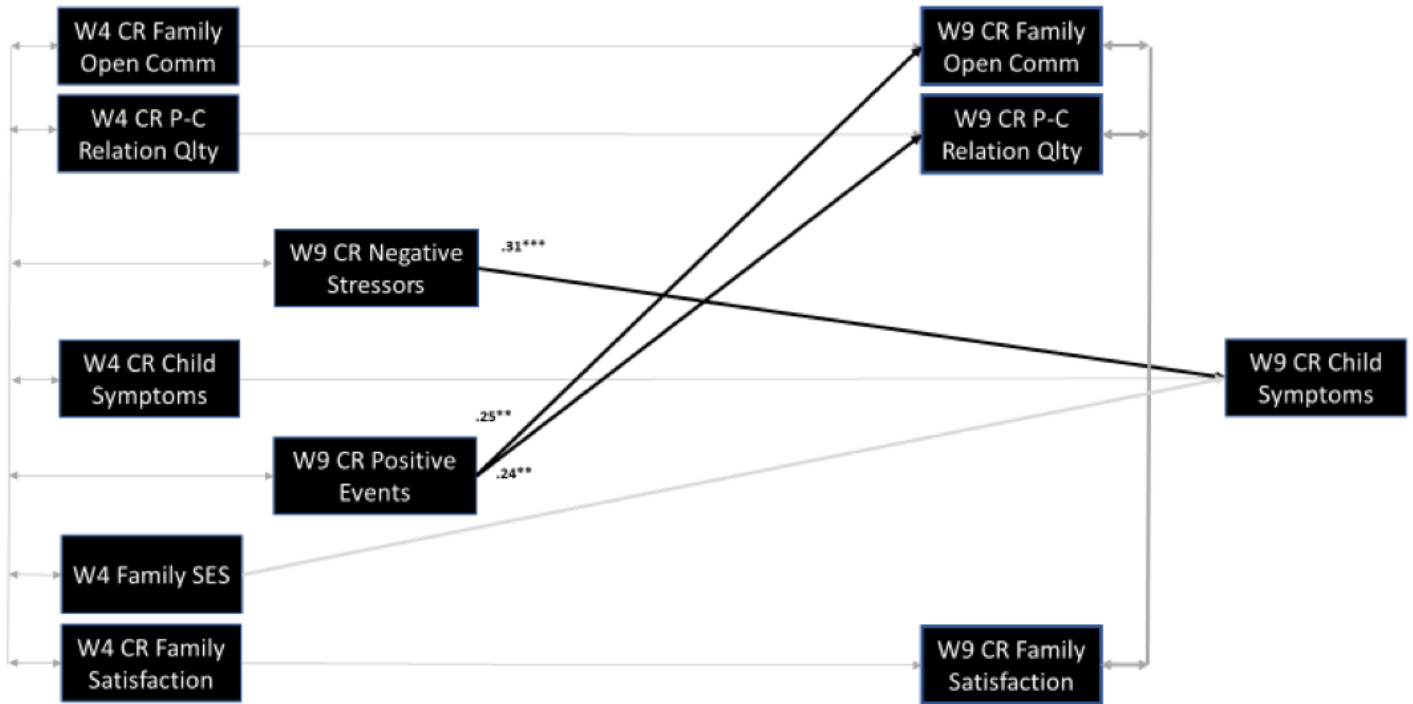 W4 CR Family
Open Comm
W9 CR Family
Open Comm
W4 CR P-C
Relation Qlty
W9 CR P-C
Relation Qlty
W9 CR Negative
Stressors
.31***
W4 CR Child
Symptoms
W9 CR Child
Symptoms
.25**
W9 CR Positive
Events
.24**
W4 Family SES
W4 CR Family
Satisfaction
W9 CR Family
Satisfaction